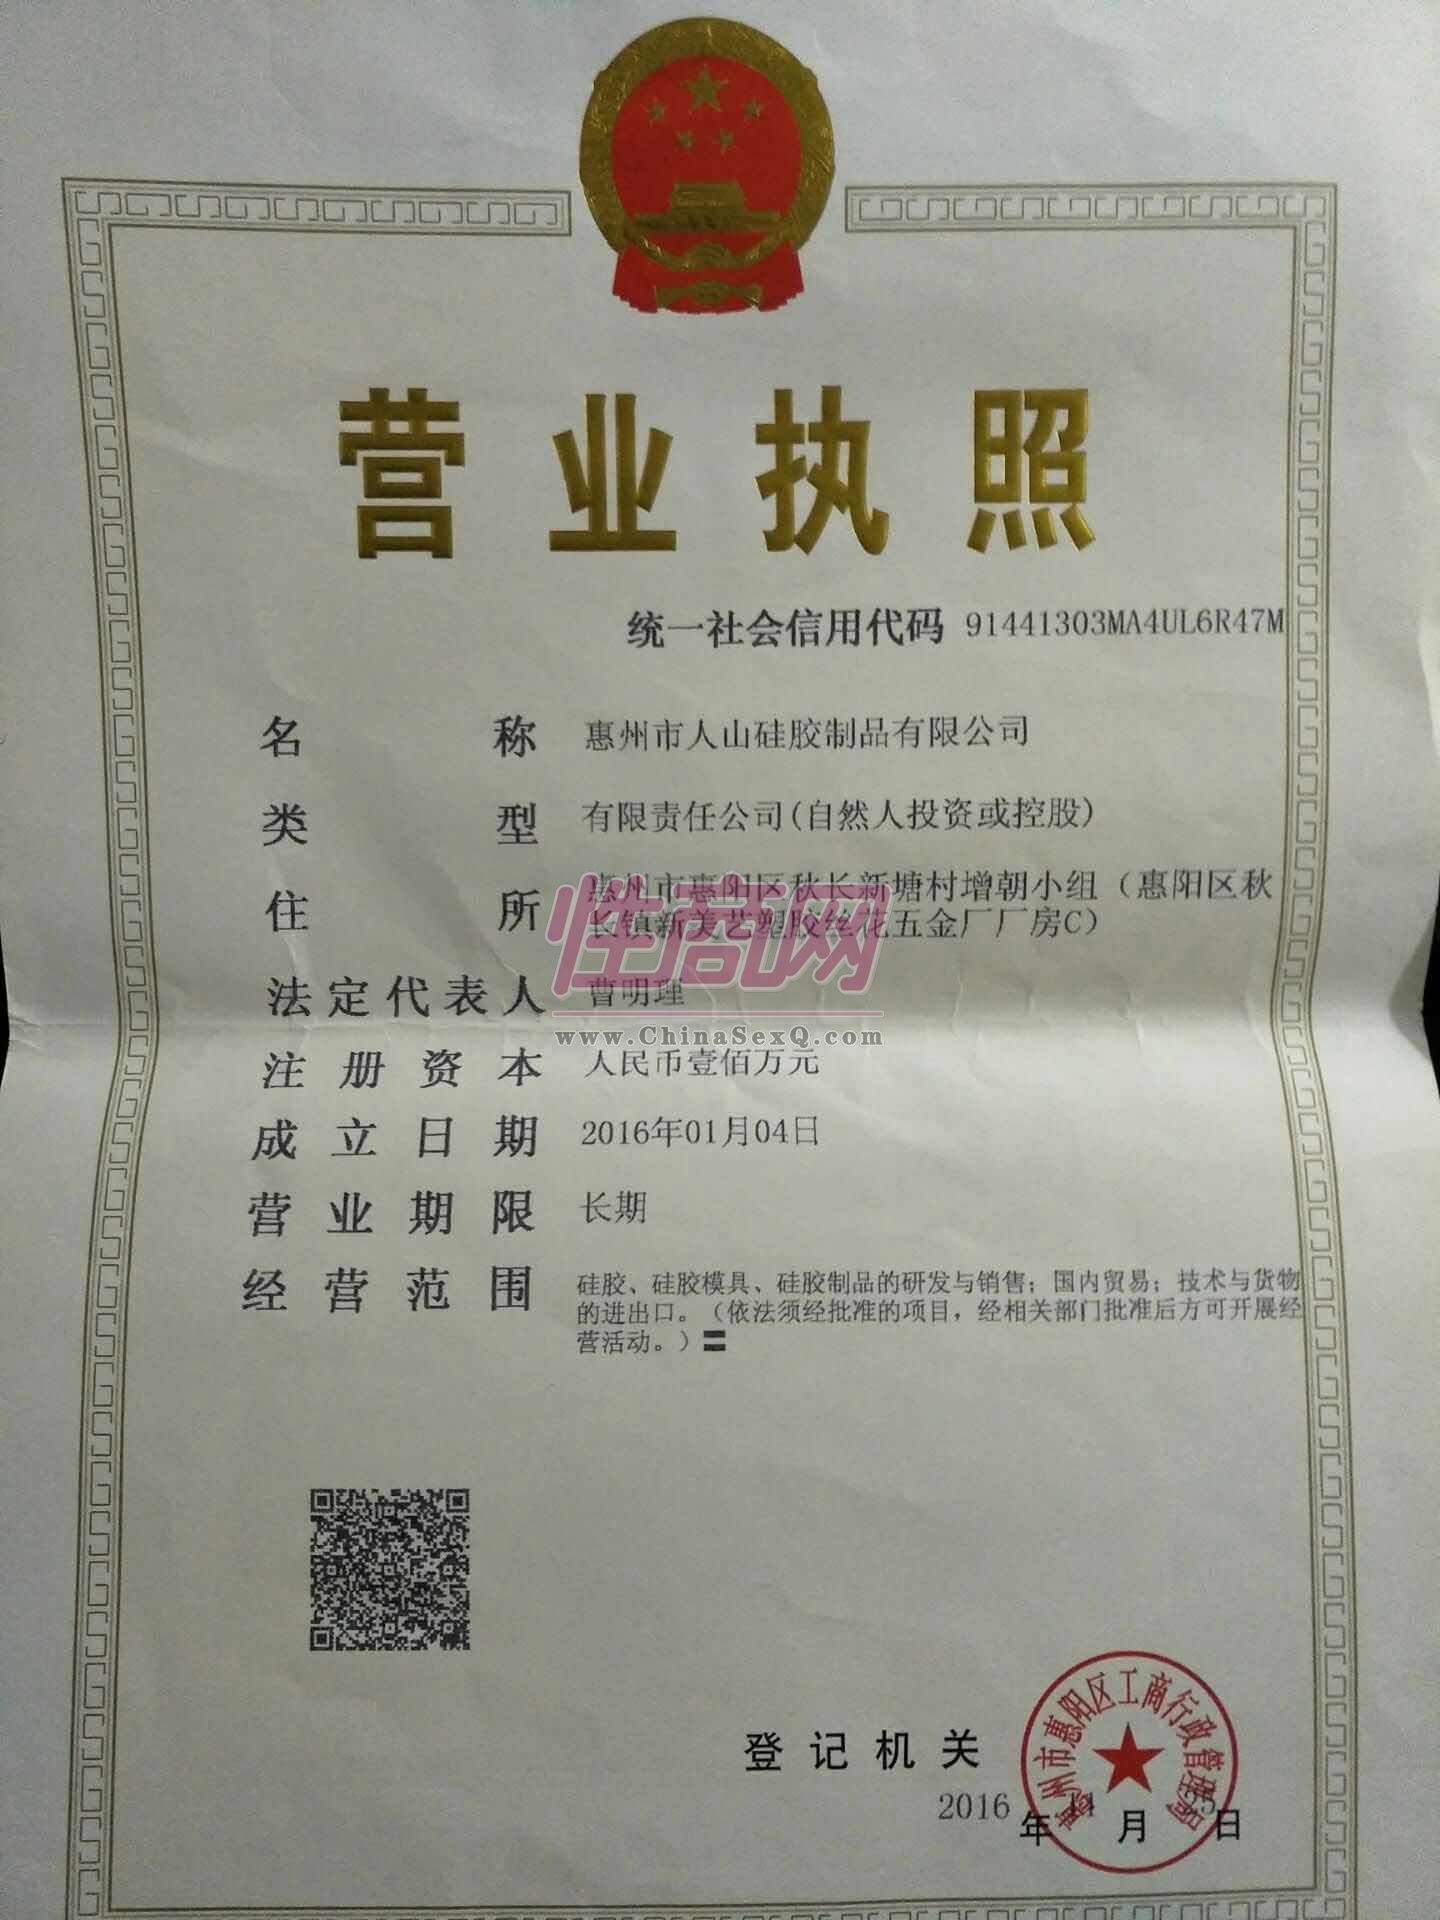 营业执照
统一社会信用代码 91441303MA4UL6R47M
名称 惠州市人山硅胶制品有限公司
类型 有限责任公司(自然人投资或控股)
住所 惠州市惠阳区秋长新塘村增朝小组（惠阳区秋
长镇新美艺塑胶丝花五金厂厂房C）
性商网
法定代表人 曹明理
www.ChinaSexQ.com
注册资本 人民币壹佰万元
成立日期 2016年01月04日
营业期限 长期
经营范围 硅胶、硅胶模具、硅胶制品的研发与销售；国内贸易；技术与货物
的进出口。（依法须经批准的项目，经相关部门批准后方可开展经
营活动。）〓
登记机关
惠州市惠阳区工商行政管理局
2016年 月 日